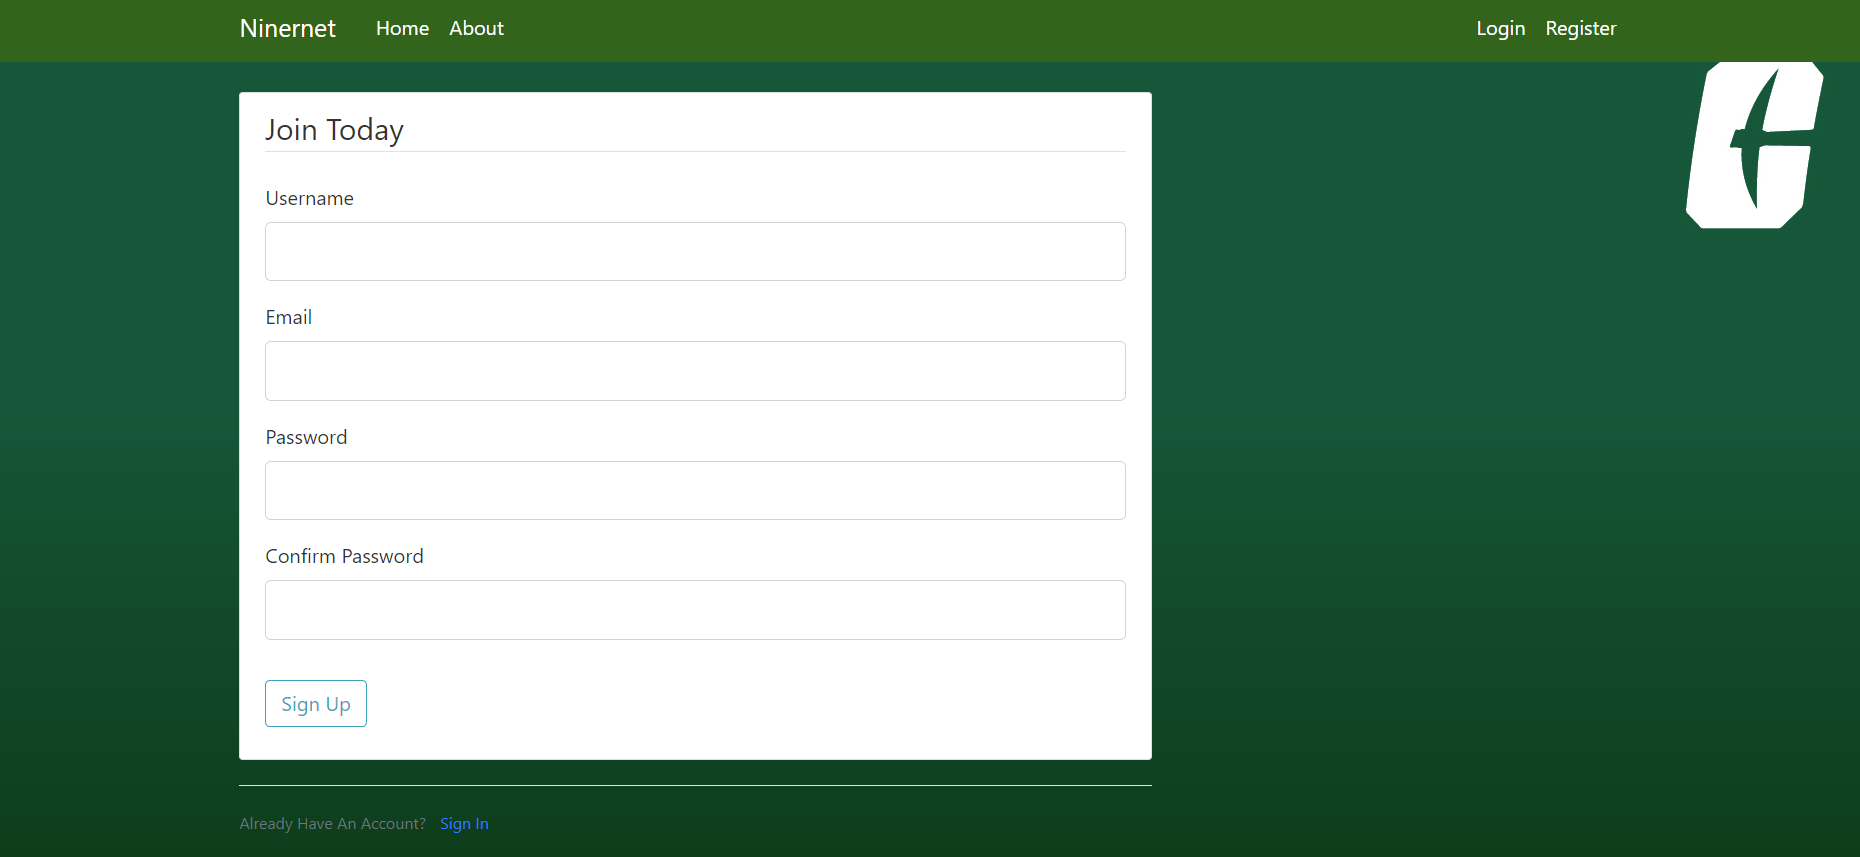 Ninernet Home About Login Register
Join Today
Username
Email
Password
Confirm Password
Sign Up
Already Have An Account? Sign In